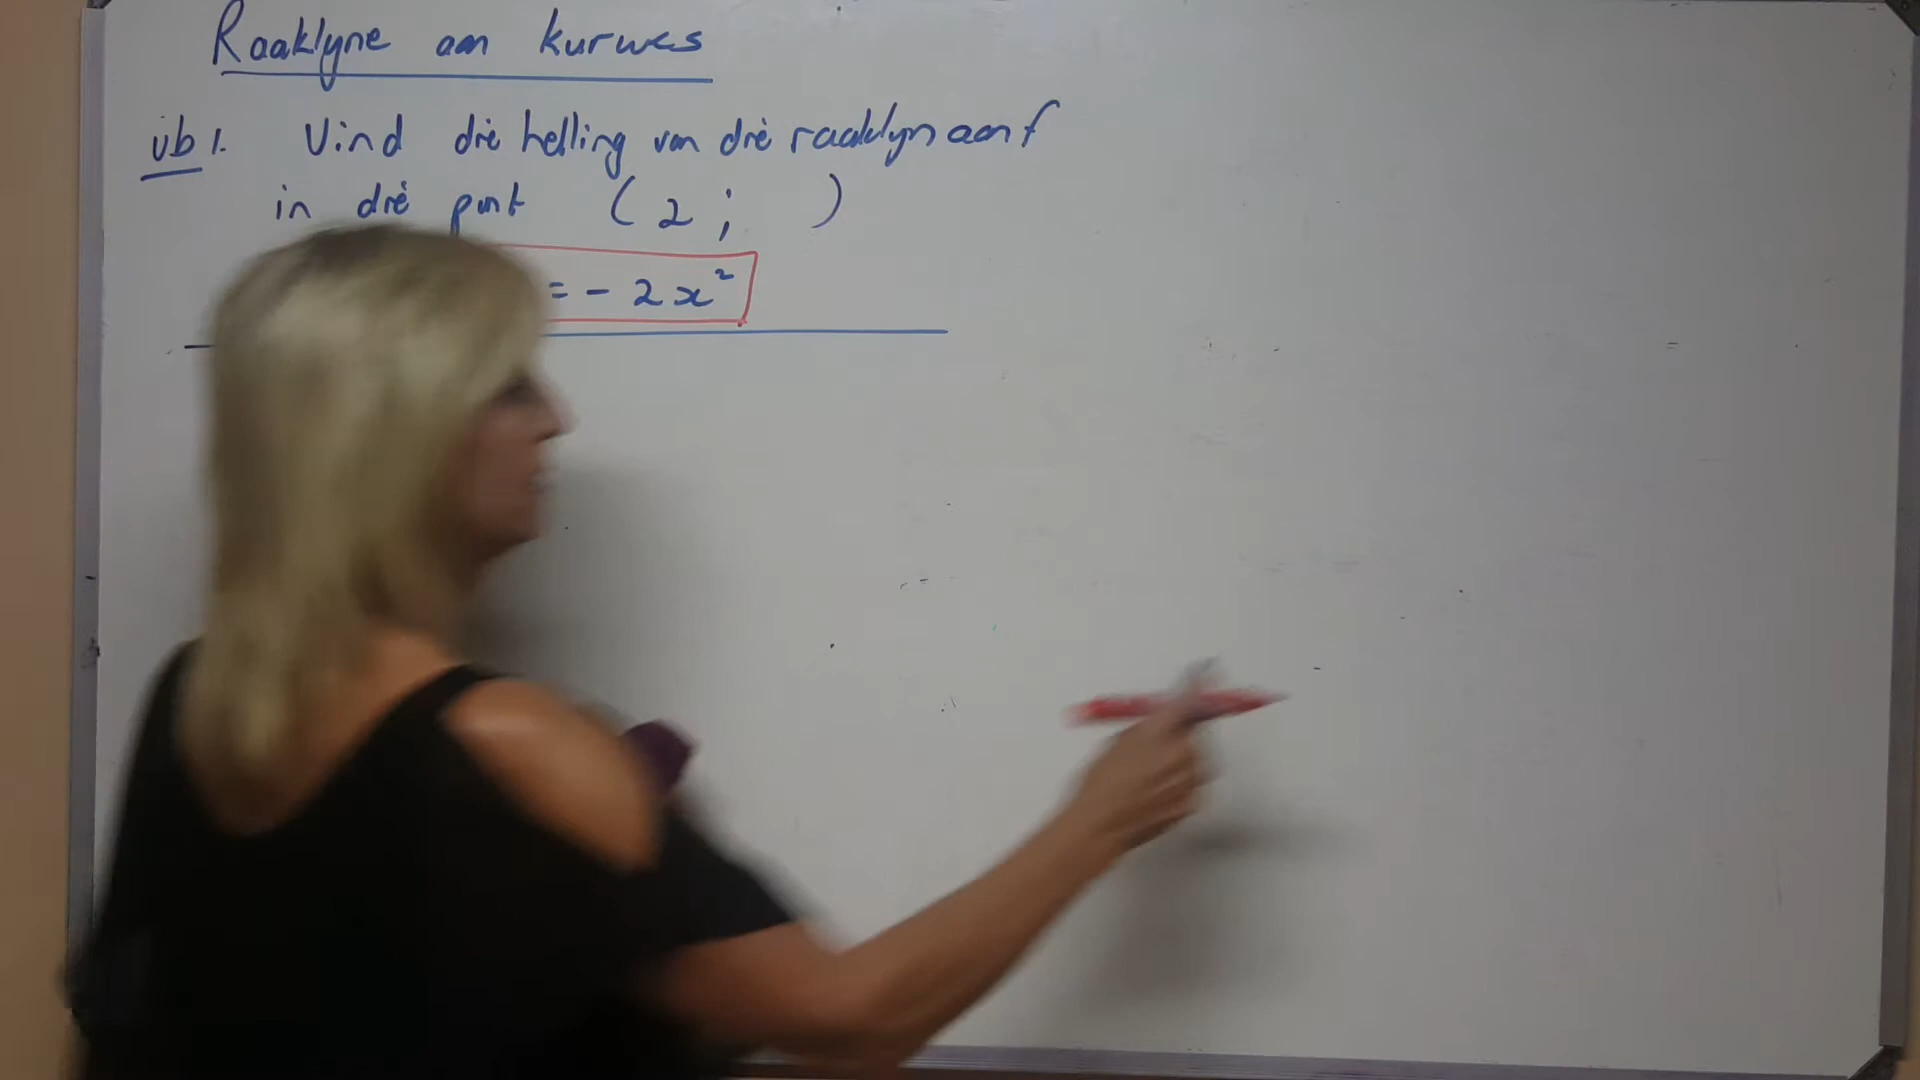 Raaklyne aan kurwes
vb 1. Vind die helling van die raaklyn aan f
in die punt (2; )
= - 2x²